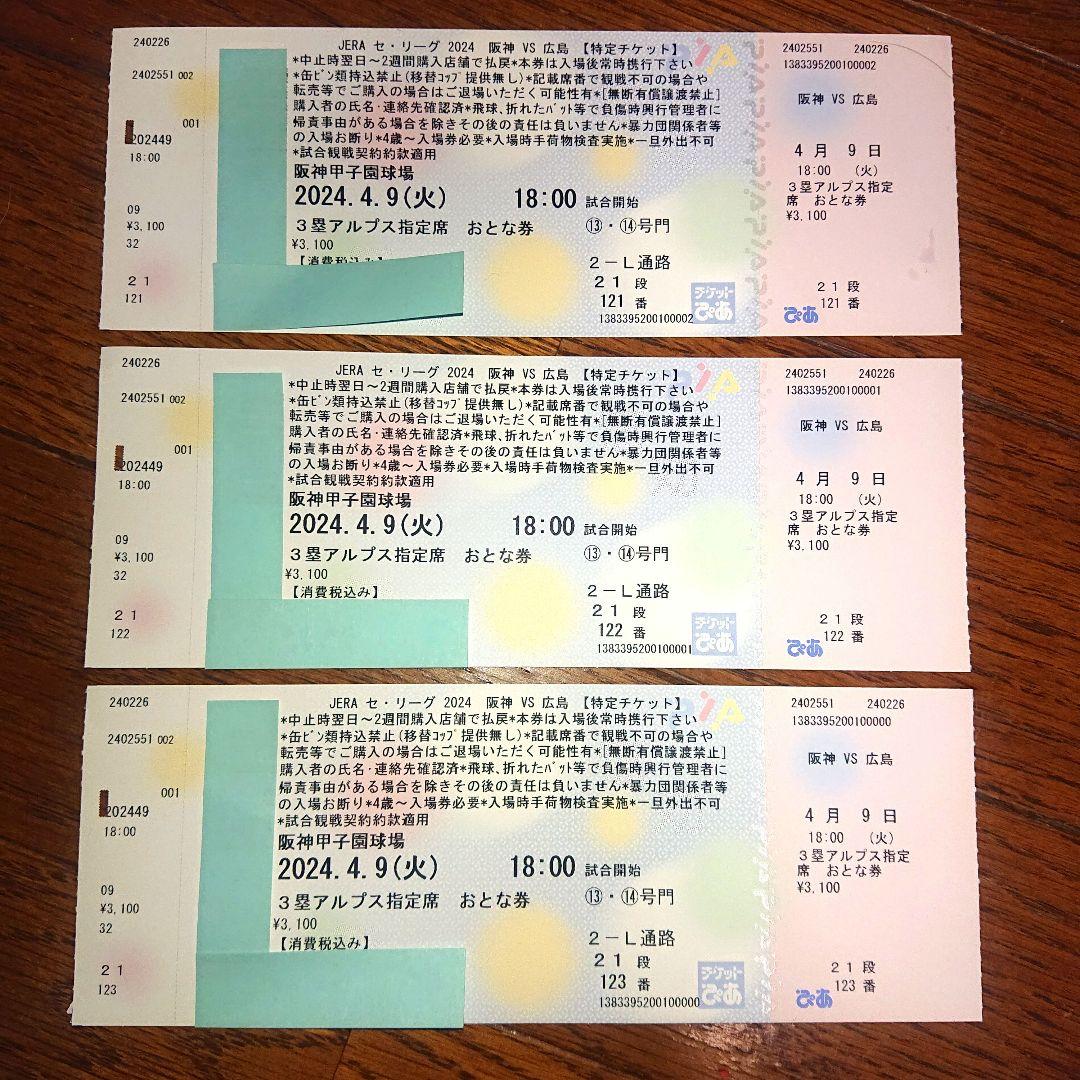 240226
2402551 002
001
202449
18:00
09
¥3,100
32
21
121
JERA セ・リーグ 2024 阪神 VS 広島 【特定チケット】
*中止時翌日～2週間購入店舗で払戻*本券は入場後常時携行下さい
*缶ビン類持込禁止(移替ｺｯﾌﾟ提供無し)*記載席番で観戦不可の場合や
転売等でご購入の場合はご退場いただく可能性有*[無断有償譲渡禁止]
購入者の氏名･連絡先確認済*飛球、折れたﾊﾞｯﾄ等で負傷時興行管理者に
帰責事由がある場合を除きその後の責任は負いません*暴力団関係者等
の入場お断り*4歳～入場券必要*入場時手荷物検査実施*一旦外出不可
*試合観戦契約約款適用
阪神甲子園球場
2024.4.9(火) 18:00 試合開始
３塁アルプス指定席 おとな券 ⑬・⑭号門
¥3,100
【消費税込み】
２－Ｌ通路
２１ 段
121 番
1383395200100002
チケットぴあ
2402551 240226
1383395200100002
阪神 VS 広島
４月 ９日
18:00 (火)
３塁アルプス指定
席 おとな券
¥3,100
２１ 段
121 番
ぴあ
240226
2402551 002
001
202449
18:00
09
¥3,100
32
21
122
JERA セ・リーグ 2024 阪神 VS 広島 【特定チケット】
*中止時翌日～2週間購入店舗で払戻*本券は入場後常時携行下さい
*缶ビン類持込禁止(移替ｺｯﾌﾟ提供無し)*記載席番で観戦不可の場合や
転売等でご購入の場合はご退場いただく可能性有*[無断有償譲渡禁止]
購入者の氏名･連絡先確認済*飛球、折れたﾊﾞｯﾄ等で負傷時興行管理者に
帰責事由がある場合を除きその後の責任は負いません*暴力団関係者等
の入場お断り*4歳～入場券必要*入場時手荷物検査実施*一旦外出不可
*試合観戦契約約款適用
阪神甲子園球場
2024.4.9(火) 18:00 試合開始
３塁アルプス指定席 おとな券 ⑬・⑭号門
¥3,100
【消費税込み】
２－Ｌ通路
２１ 段
122 番
1383395200100001
チケットぴあ
2402551 240226
1383395200100001
阪神 VS 広島
４月 ９日
18:00 (火)
３塁アルプス指定
席 おとな券
¥3,100
２１ 段
122 番
ぴあ
240226
2402551 002
001
202449
18:00
09
¥3,100
32
21
123
JERA セ・リーグ 2024 阪神 VS 広島 【特定チケット】
*中止時翌日～2週間購入店舗で払戻*本券は入場後常時携行下さい
*缶ビン類持込禁止(移替ｺｯﾌﾟ提供無し)*記載席番で観戦不可の場合や
転売等でご購入の場合はご退場いただく可能性有*[無断有償譲渡禁止]
購入者の氏名･連絡先確認済*飛球、折れたﾊﾞｯﾄ等で負傷時興行管理者に
帰責事由がある場合を除きその後の責任は負いません*暴力団関係者等
の入場お断り*4歳～入場券必要*入場時手荷物検査実施*一旦外出不可
*試合観戦契約約款適用
阪神甲子園球場
2024.4.9(火) 18:00 試合開始
３塁アルプス指定席 おとな券 ⑬・⑭号門
¥3,100
【消費税込み】
２－Ｌ通路
２１ 段
123 番
1383395200100000
チケットぴあ
2402551 240226
1383395200100000
阪神 VS 広島
４月 ９日
18:00 (火)
３塁アルプス指定
席 おとな券
¥3,100
２１ 段
123 番
ぴあ